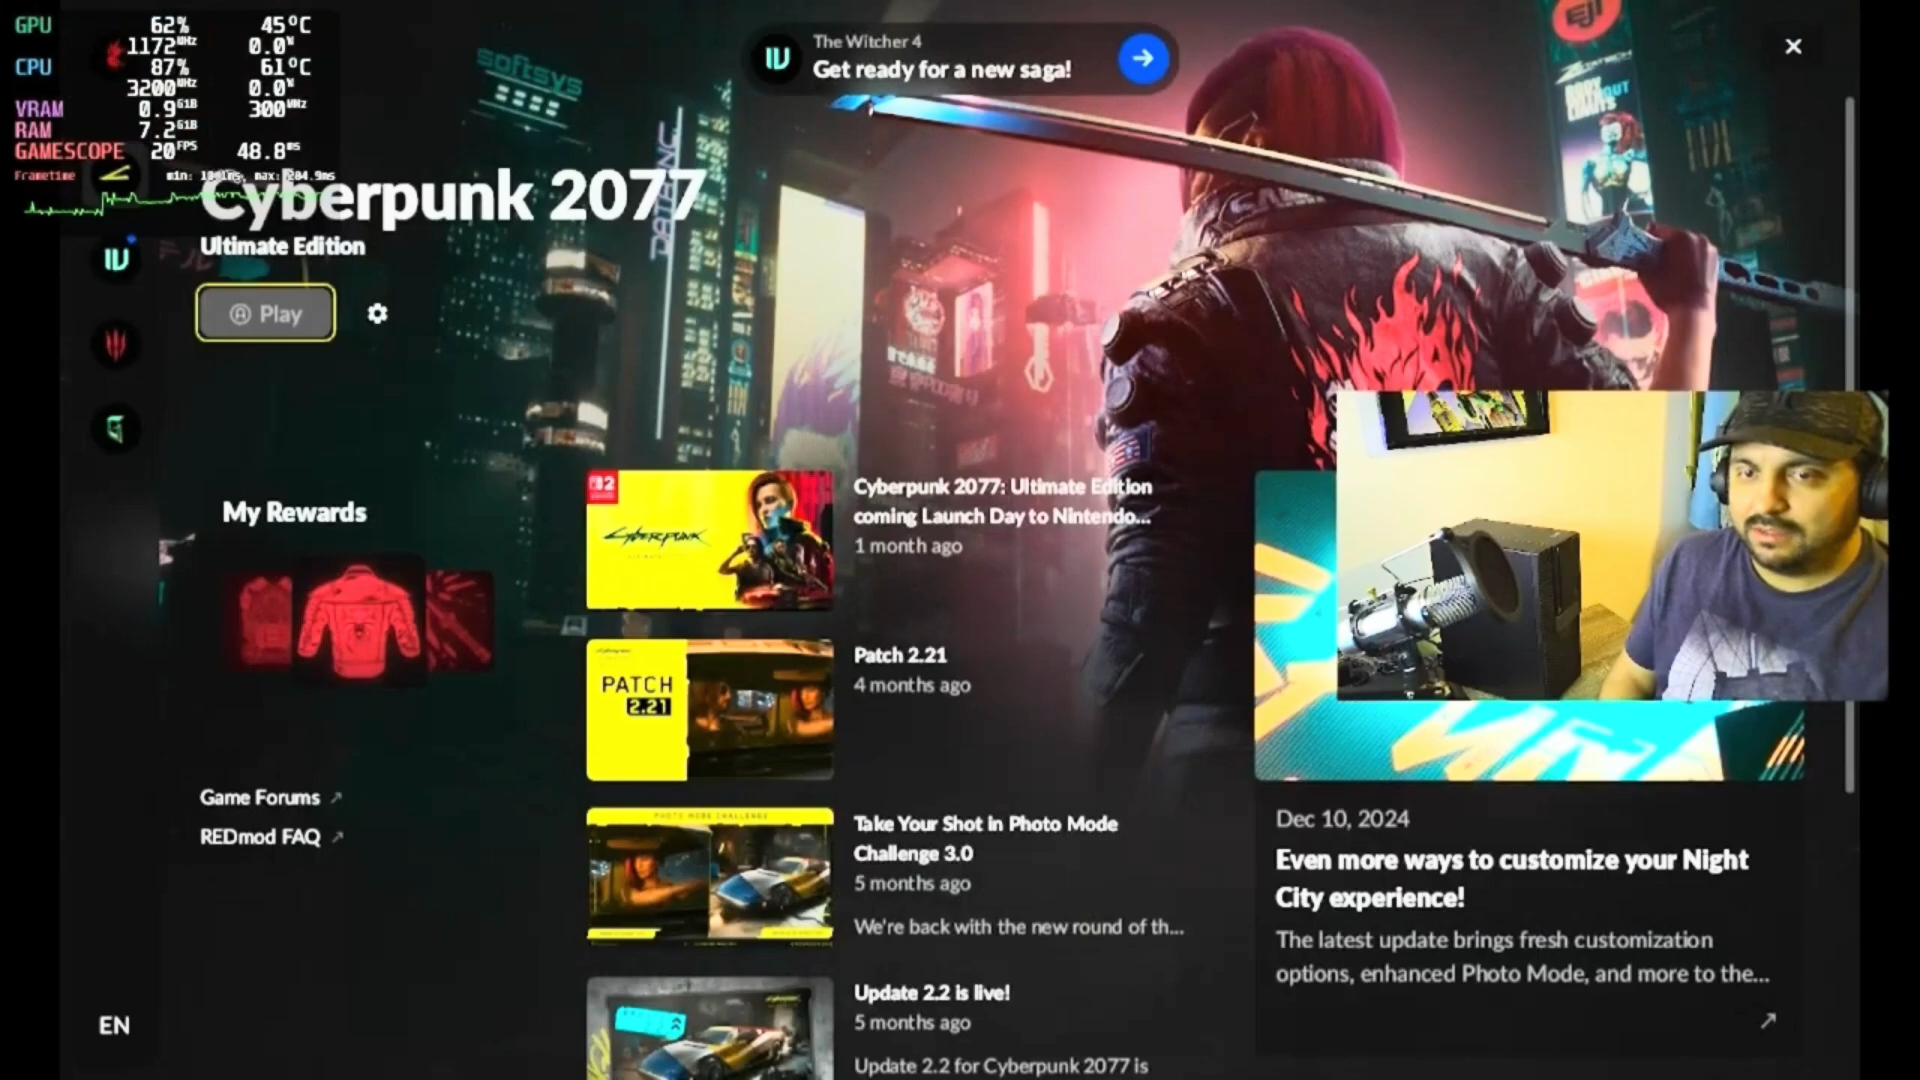 GPU 62% 45°C
1172MHz 0.0W
CPU 87% 61°C
3200MHz 0.0W
VRAM 0.9GiB 300MHz
RAM 7.2GiB
GAMESCOPE 20FPS 48.8ms
Frametime
The Witcher 4
Get ready for a new saga!
softsys
Cyberpunk 2077
Ultimate Edition
Play
My Rewards
Game Forums
REDmod FAQ
EN
Cyberpunk 2077: Ultimate Edition
coming Launch Day to Nintendo...
1 month ago
PATCH
2.21
Patch 2.21
4 months ago
PHOTO MODE CHALLENGE
Take Your Shot in Photo Mode
Challenge 3.0
5 months ago
We're back with the new round of th...
Update 2.2 is live!
5 months ago
Update 2.2 for Cyberpunk 2077 is
Dec 10, 2024
Even more ways to customize your Night
City experience!
The latest update brings fresh customization
options, enhanced Photo Mode, and more to the...